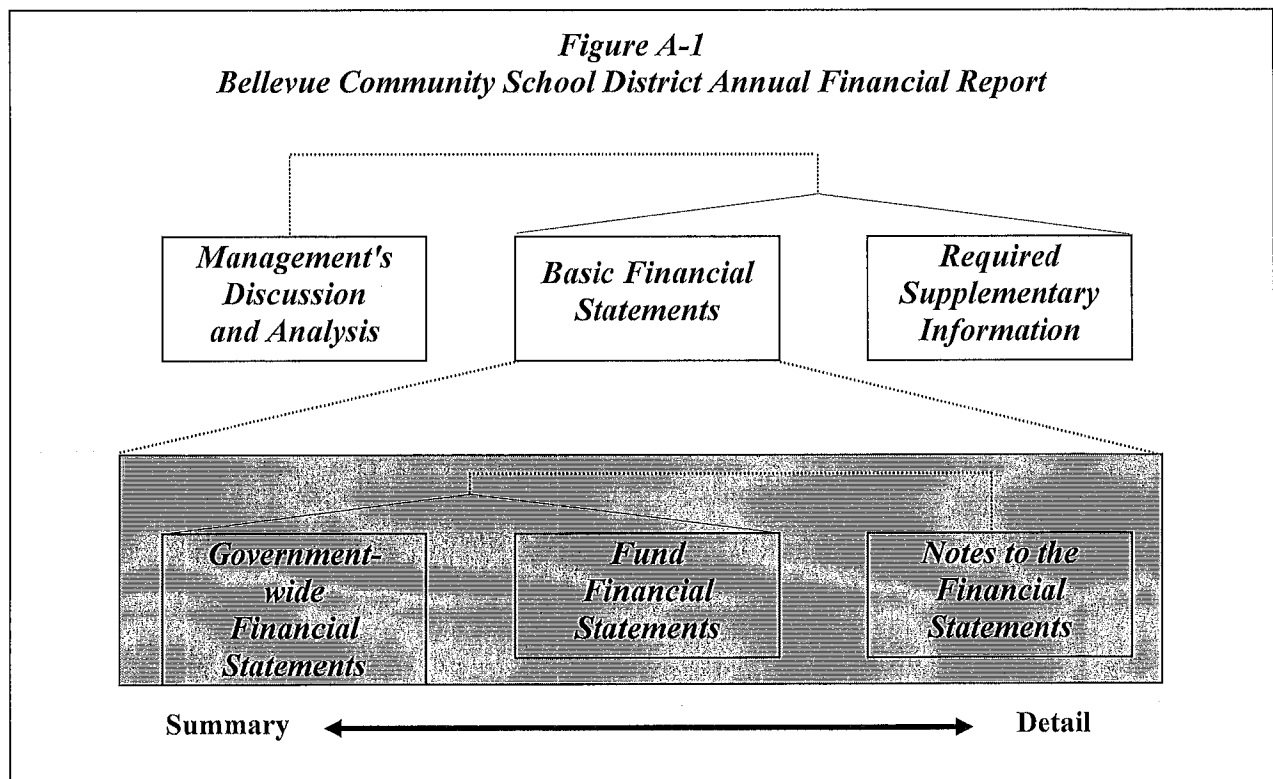 Figure A-1
Bellevue Community School District Annual Financial Report
Management's
Discussion
and Analysis
Basic Financial
Statements
Required
Supplementary
Information
Government-
wide
Financial
Statements
Fund
Financial
Statements
Notes to the
Financial
Statements
Summary
Detail